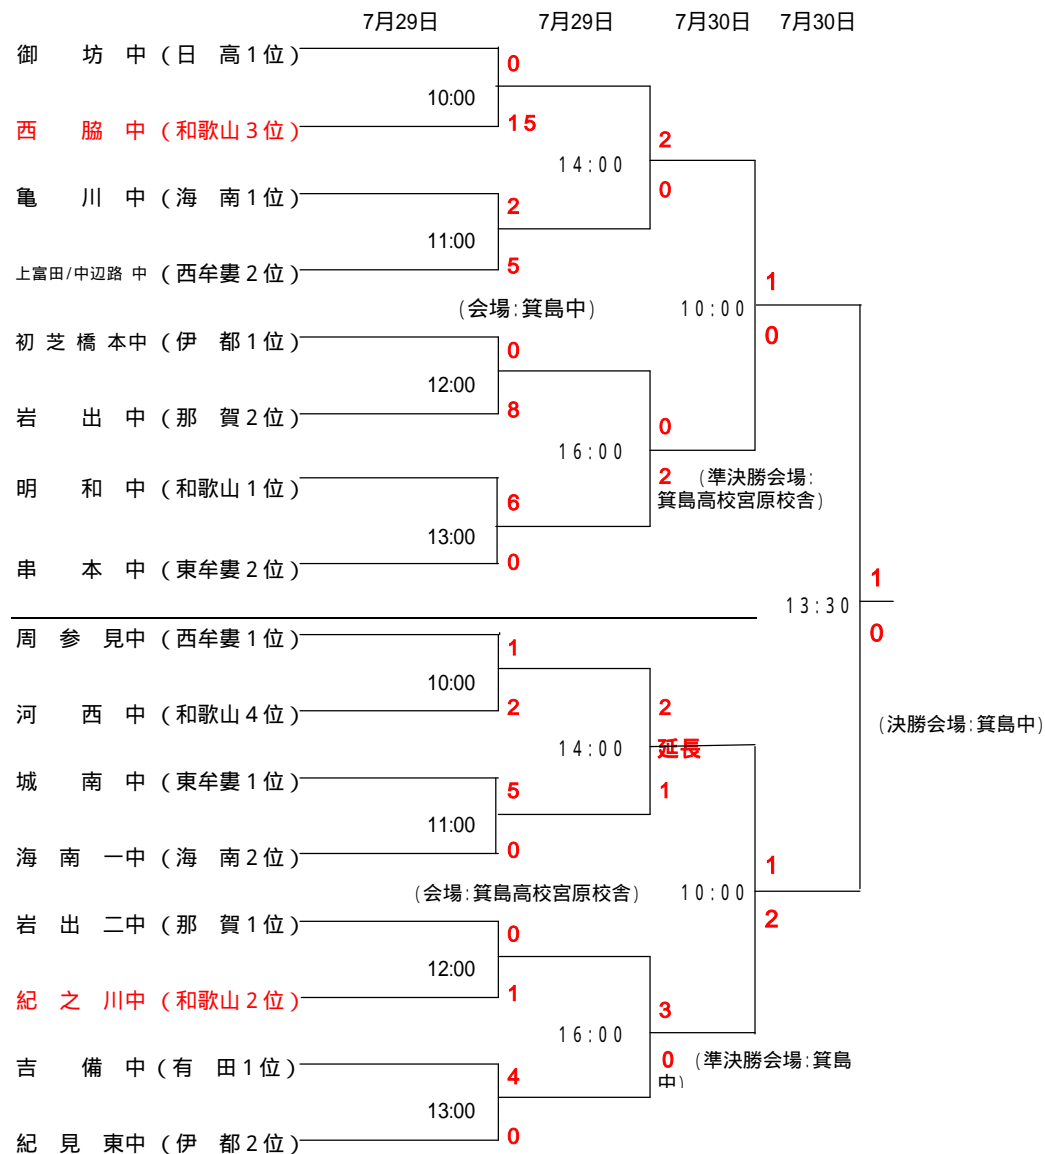 7月29日 7月29日 7月30日 7月30日
御 坊 中 (日 高1位)
0
10:00
西 脇 中 (和歌山3位)
15
2
14:00
0
亀 川 中 (海 南1位)
2
11:00
上富田/中辺路 中 (西牟婁2位)
5
1
(会場:箕島中)
10:00
0
初 芝 橋 本中 (伊 都1位)
0
12:00
岩 出 中 (那 賀2位)
8
0
16:00
2 (準決勝会場:
箕島高校宮原校舎)
明 和 中 (和歌山1位)
6
13:00
串 本 中 (東牟婁2位)
0
1
13:30
0
周 参 見中 (西牟婁1位)
1
10:00
河 西 中 (和歌山4位)
2
2
(決勝会場:箕島中)
14:00
延長
1
城 南 中 (東牟婁1位)
5
11:00
海 南 一中 (海 南2位)
0
1
(会場:箕島高校宮原校舎)
10:00
2
岩 出 二中 (那 賀1位)
0
12:00
紀 之 川中 (和歌山2位)
1
3
16:00
0 (準決勝会場:箕島
中)
吉 備 中 (有 田1位)
4
13:00
紀 見 東中 (伊 都2位)
0